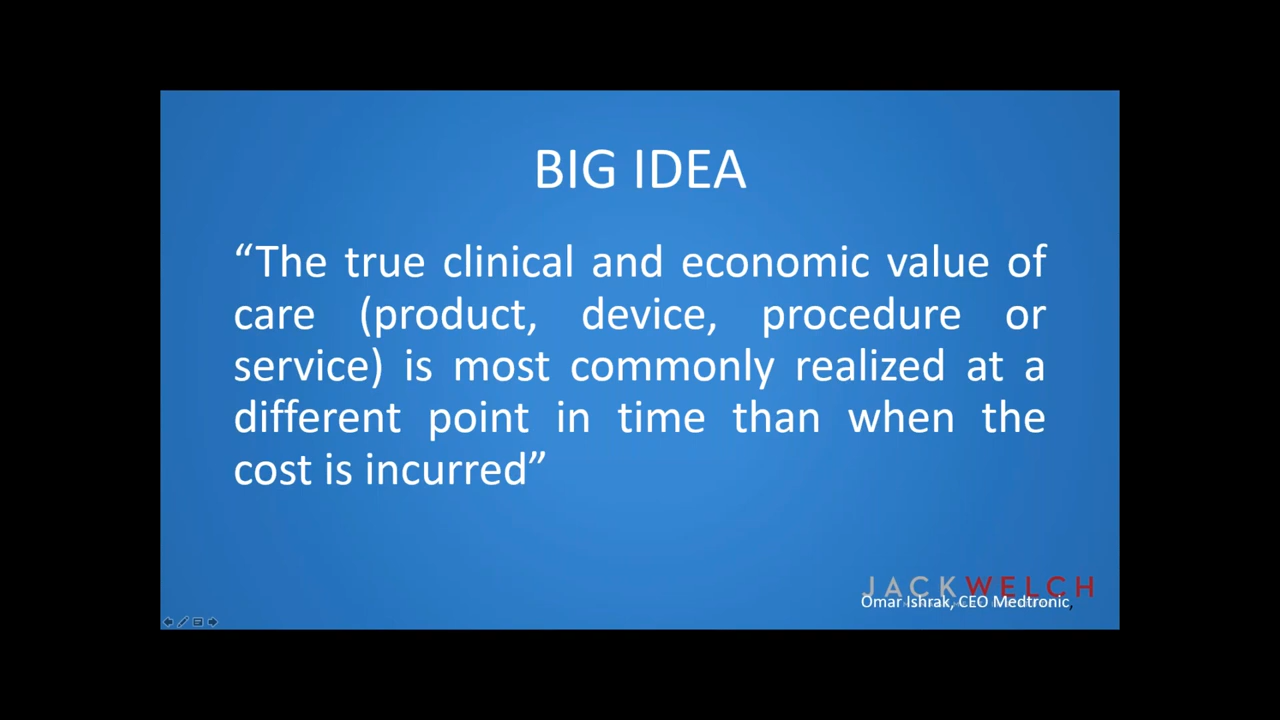 BIG IDEA
“The true clinical and economic value of
care (product, device, procedure or
service) is most commonly realized at a
different point in time than when the
cost is incurred”
JACKWELCH
Omar Ishrak, CEO Medtronic,